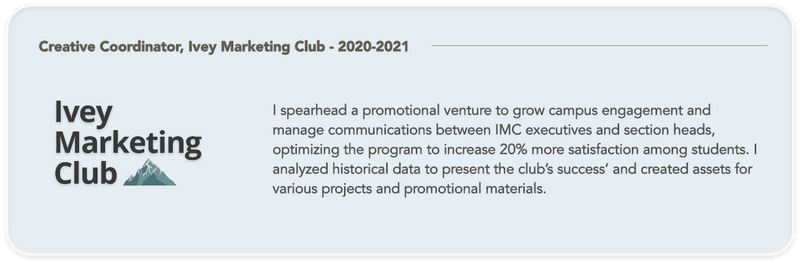 Creative Coordinator, Ivey Marketing Club - 2020-2021
Ivey
Marketing
Club
I spearhead a promotional venture to grow campus engagement and
manage communications between IMC executives and section heads,
optimizing the program to increase 20% more satisfaction among students. I
analyzed historical data to present the club's success' and created assets for
various projects and promotional materials.